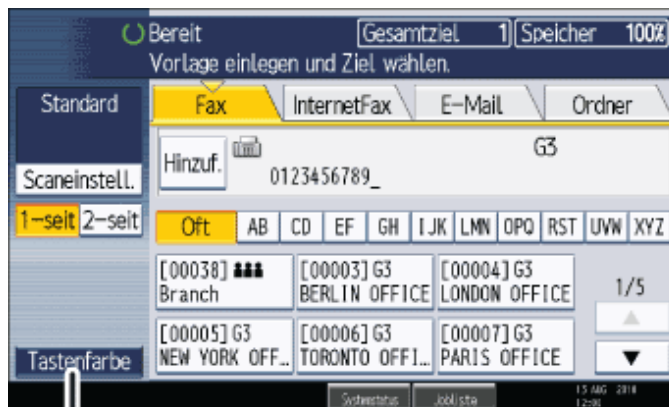 Bereit Gesamtziel 1 Speicher 100%
Vorlage einlegen und Ziel wählen.
Standard Fax InternetFax E-Mail Ordner
Hinzuf. G3
Scaneinstell. 0123456789_
1-seit 2-seit Oft AB CD EF GH IJK LMN OPQ RST UVW XYZ
[00038] [00003] G3 [00004] G3
Branch BERLIN OFFICE LONDON OFFICE 1/5
[00005] G3 [00006] G3 [00007] G3
Tastenfarbe NEW YORK OFF... TORONTO OFFI... PARIS OFFICE
Systemstatus Jobliste 15 AUG 2010
12:00